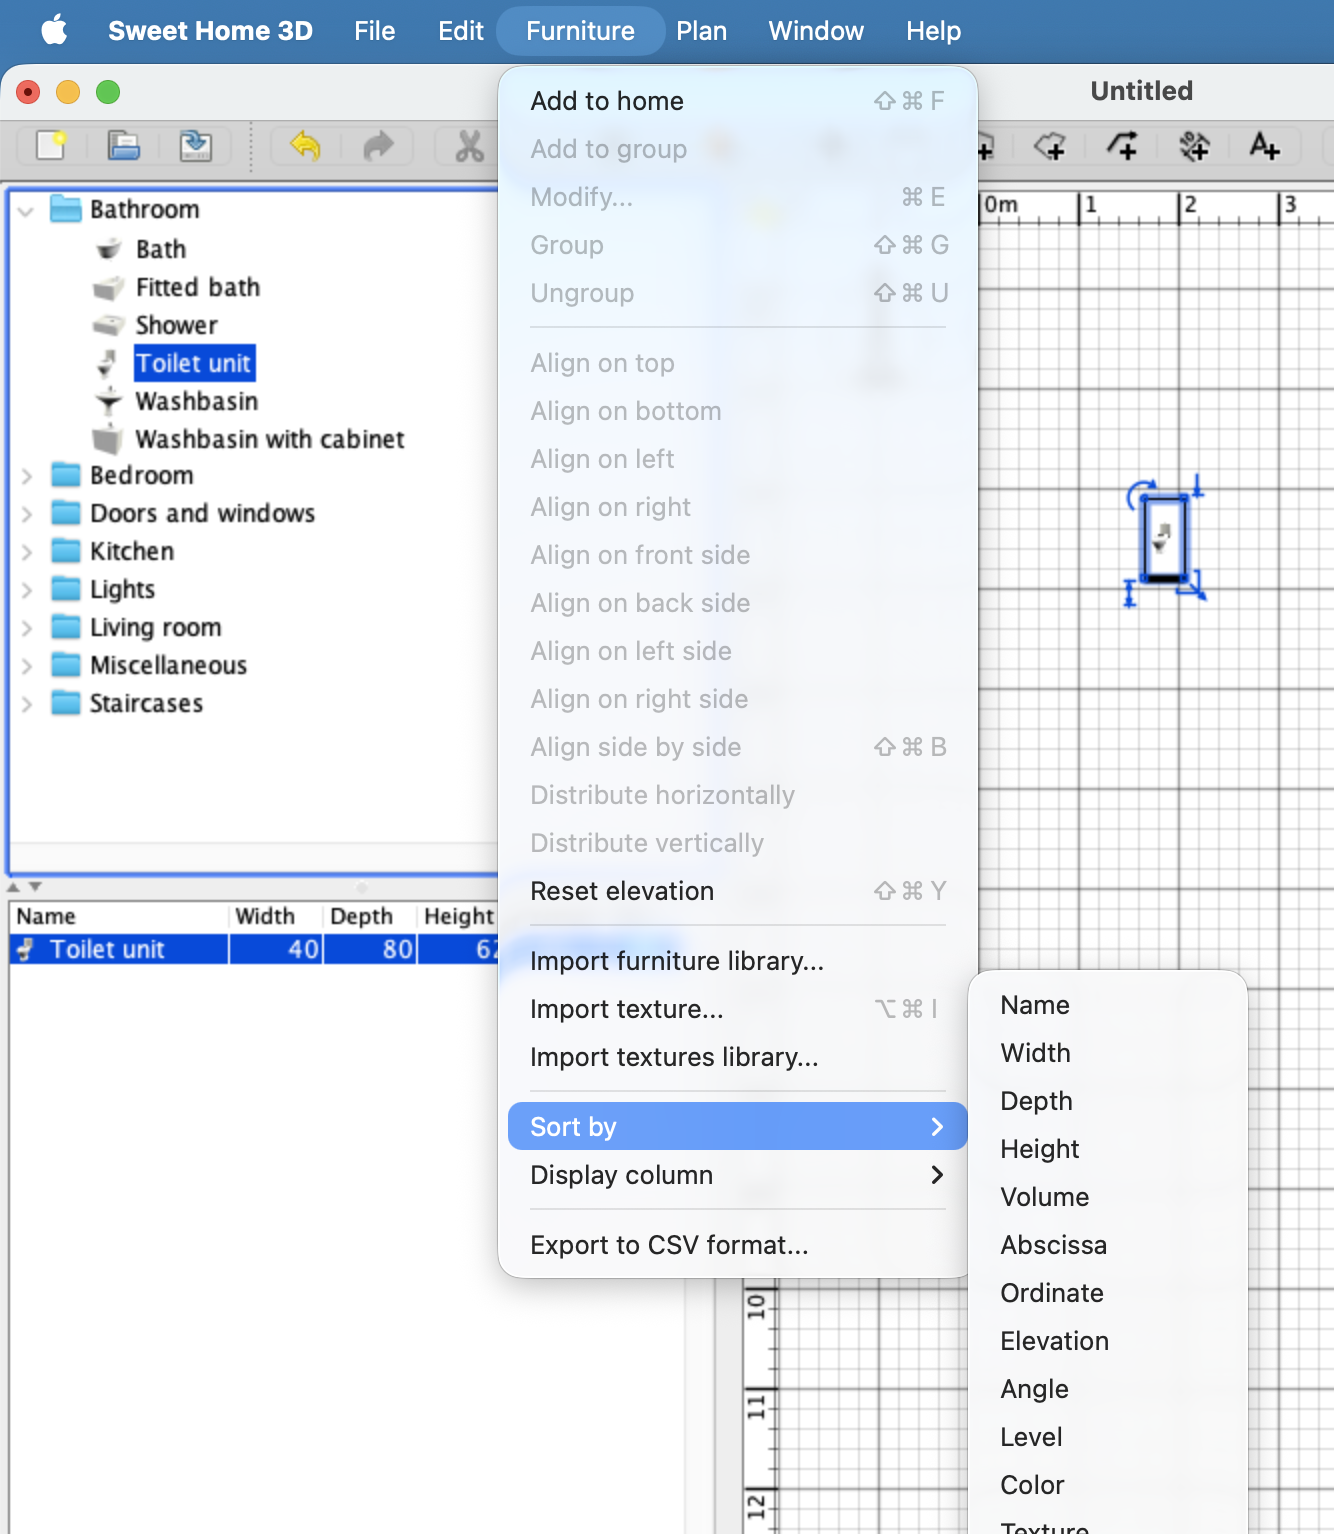 Sweet Home 3D File Edit Furniture Plan Window Help
Untitled
Bathroom
Bath
Fitted bath
Shower
Toilet unit
Washbasin
Washbasin with cabinet
Bedroom
Doors and windows
Kitchen
Lights
Living room
Miscellaneous
Staircases
Name Width Depth Height
Toilet unit 40 80 62
Add to home ⇧⌘F
Add to group
Modify... ⌘E
Group ⇧⌘G
Ungroup ⇧⌘U
Align on top
Align on bottom
Align on left
Align on right
Align on front side
Align on back side
Align on left side
Align on right side
Align side by side ⇧⌘B
Distribute horizontally
Distribute vertically
Reset elevation ⇧⌘Y
Import furniture library...
Import texture... ⌥⌘I
Import textures library...
Sort by
Display column
Export to CSV format...
Name
Width
Depth
Height
Volume
Abscissa
Ordinate
Elevation
Angle
Level
Color
Texture
0m 1 2 3
10
11
12